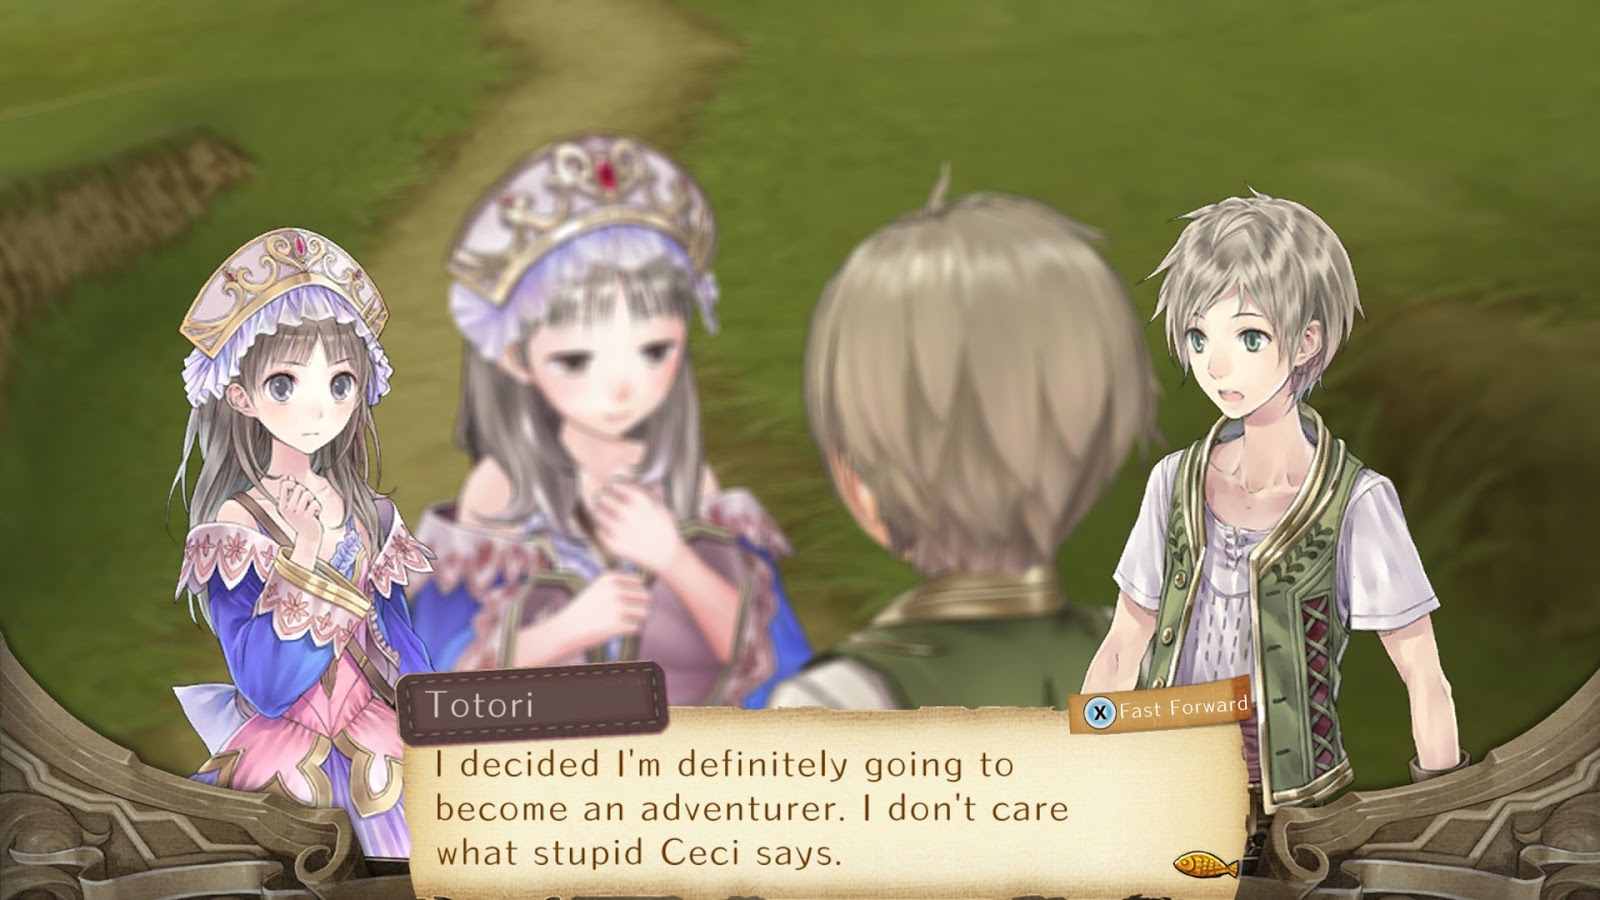 Totori
X Fast Forward
I decided I'm definitely going to
become an adventurer. I don't care
what stupid Ceci says.